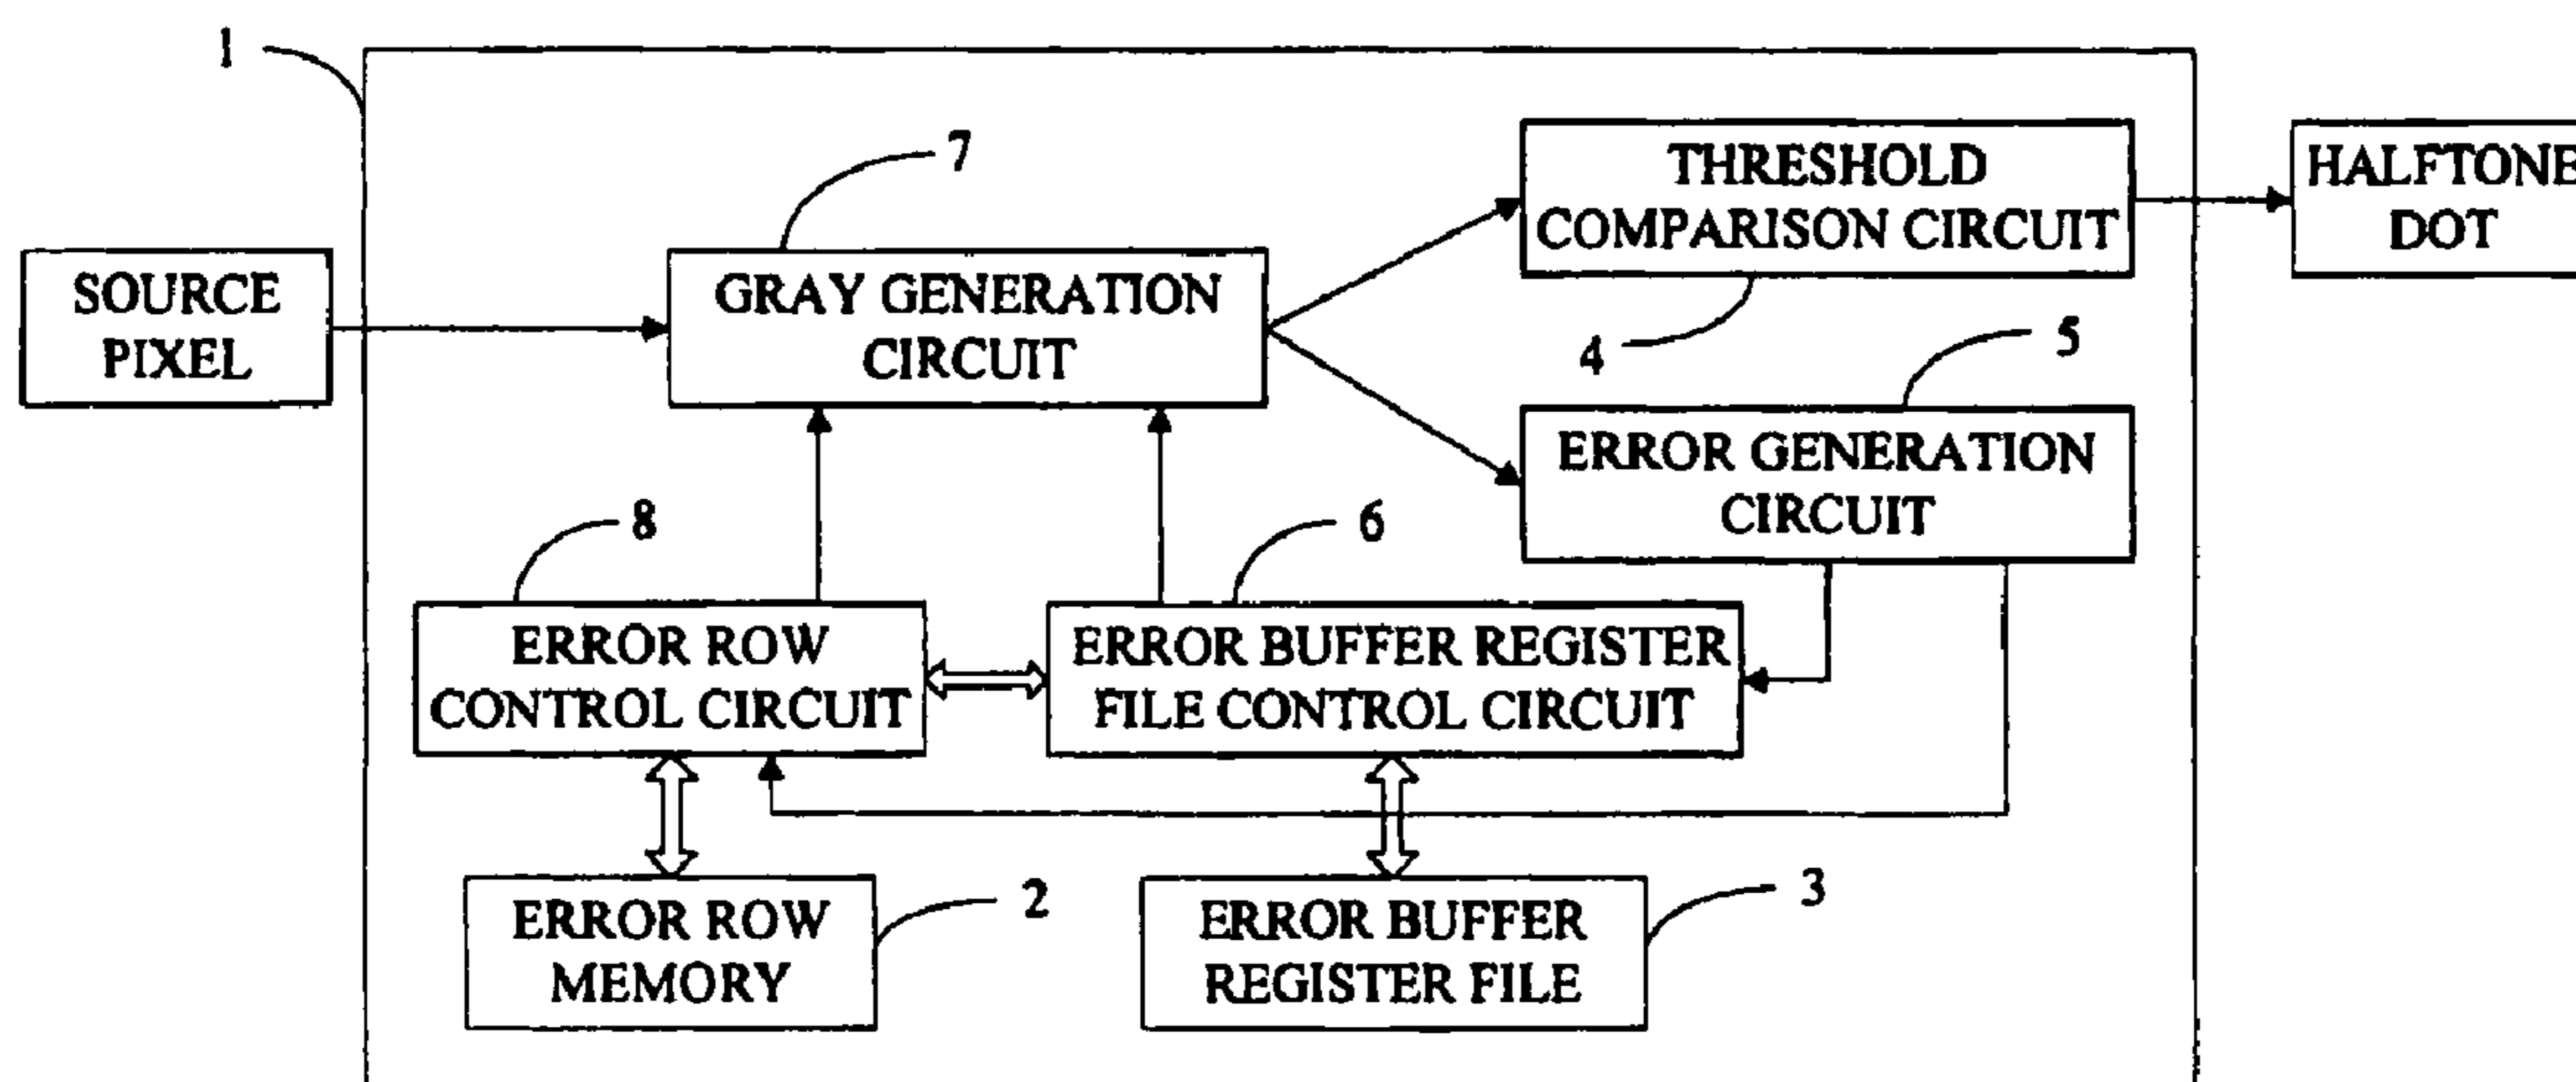 1
7
THRESHOLD
COMPARISON CIRCUIT
HALFTONE
DOT
SOURCE
PIXEL
GRAY GENERATION
CIRCUIT
4
5
ERROR GENERATION
CIRCUIT
8
6
ERROR ROW
CONTROL CIRCUIT
ERROR BUFFER REGISTER
FILE CONTROL CIRCUIT
ERROR ROW
MEMORY
2
ERROR BUFFER
REGISTER FILE
3